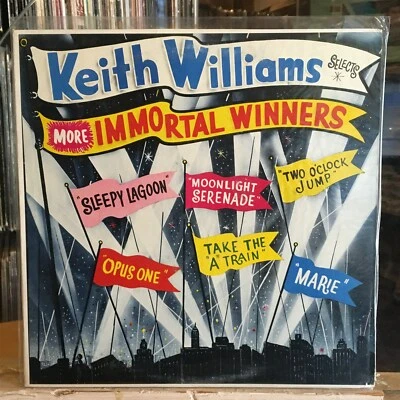 Keith Williams
SELECTS
MORE IMMORTAL WINNERS
"SLEEPY LAGOON"
"MOONLIGHT
SERENADE"
"TWO O'CLOCK
JUMP"
"OPUS ONE"
TAKE THE
"A" TRAIN"
"MARIE"